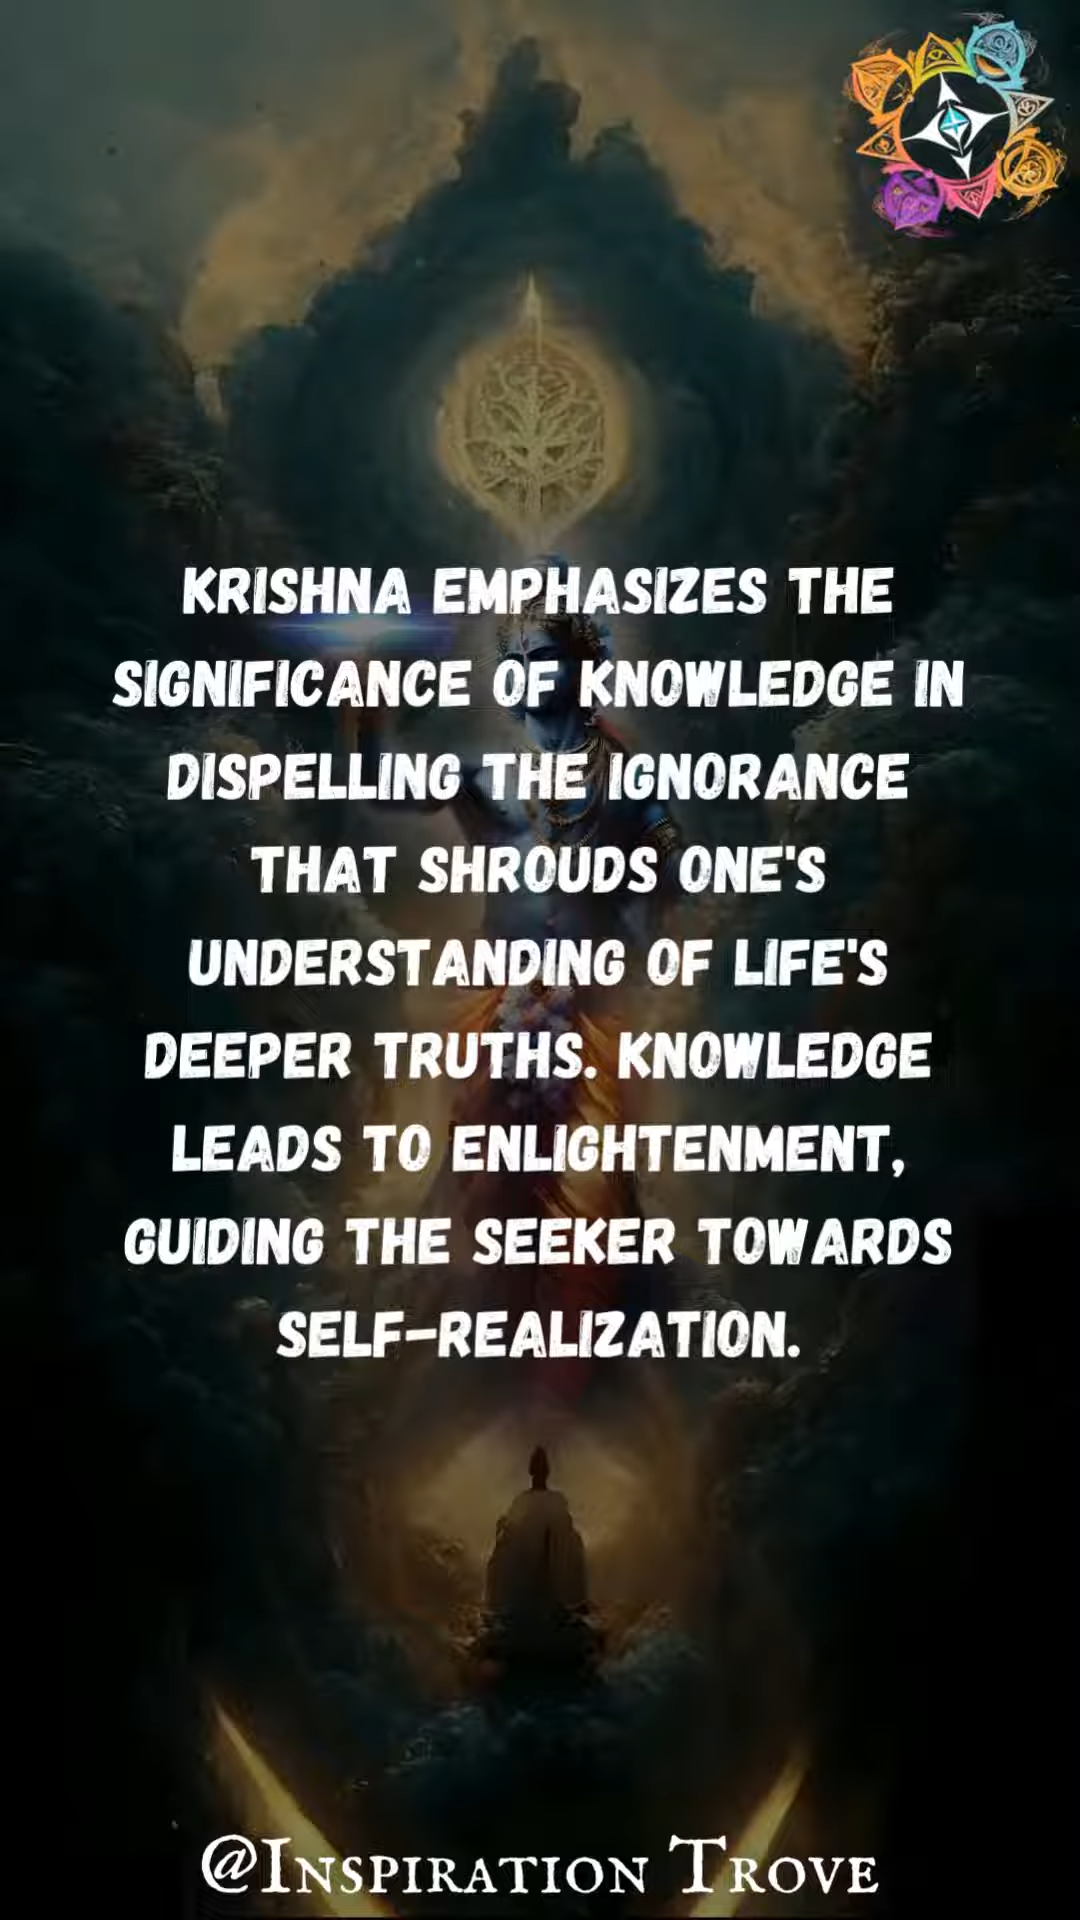 KRISHNA EMPHASIZES THE
SIGNIFICANCE OF KNOWLEDGE IN
DISPELLING THE IGNORANCE
THAT SHROUDS ONE'S
UNDERSTANDING OF LIFE'S
DEEPER TRUTHS. KNOWLEDGE
LEADS TO ENLIGHTENMENT,
GUIDING THE SEEKER TOWARDS
SELF-REALIZATION.
@INSPIRATION TROVE